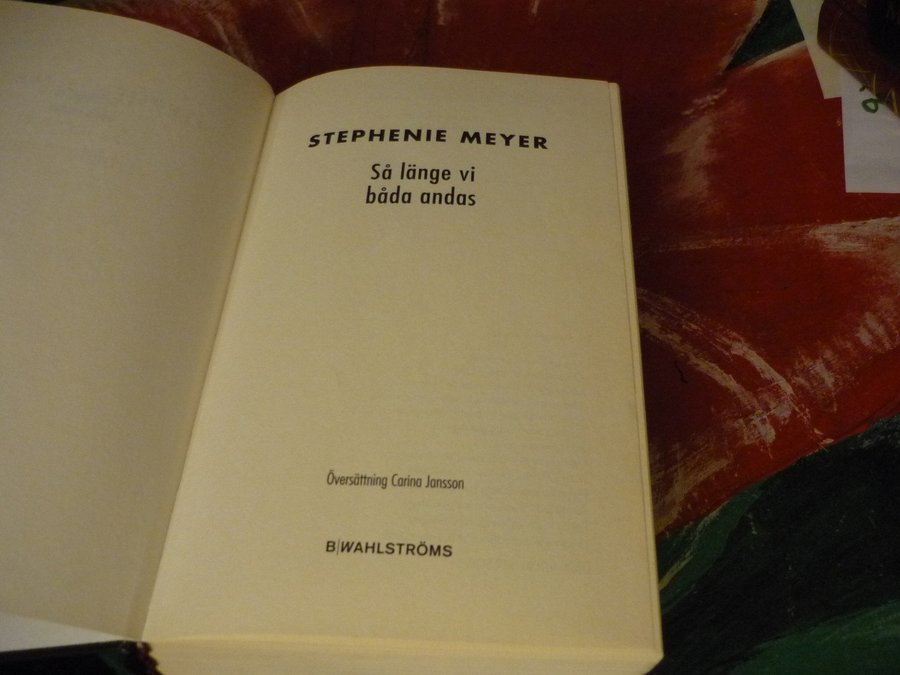 STEPHENIE MEYER
Så länge vi
båda andas
Översättning Carina Jansson
B/WAHLSTRÖMS